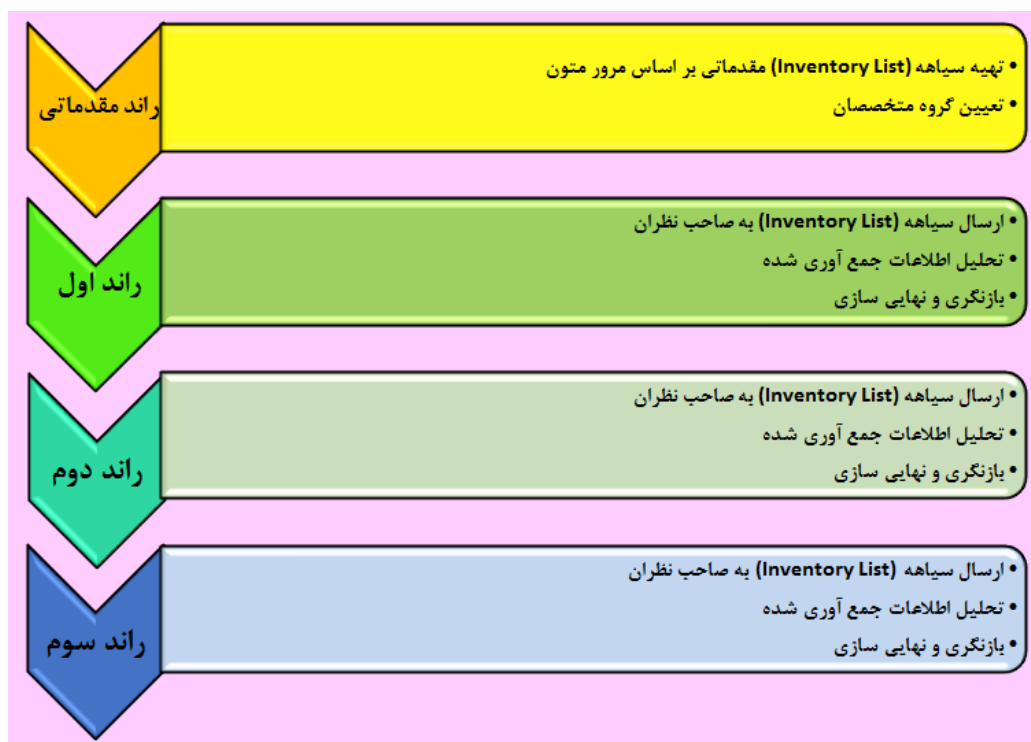 راند مقدماتی
• تهیه سیاهه (Inventory List) مقدماتی بر اساس مرور متون
• تعیین گروه متخصصان
راند اول
• ارسال سیاهه (Inventory List) به صاحب نظران
• تحلیل اطلاعات جمع آوری شده
• بازنگری و نهایی سازی
راند دوم
• ارسال سیاهه (Inventory List) به صاحب نظران
• تحلیل اطلاعات جمع آوری شده
• بازنگری و نهایی سازی
راند سوم
• ارسال سیاهه (Inventory List) به صاحب نظران
• تحلیل اطلاعات جمع آوری شده
• بازنگری و نهایی سازی